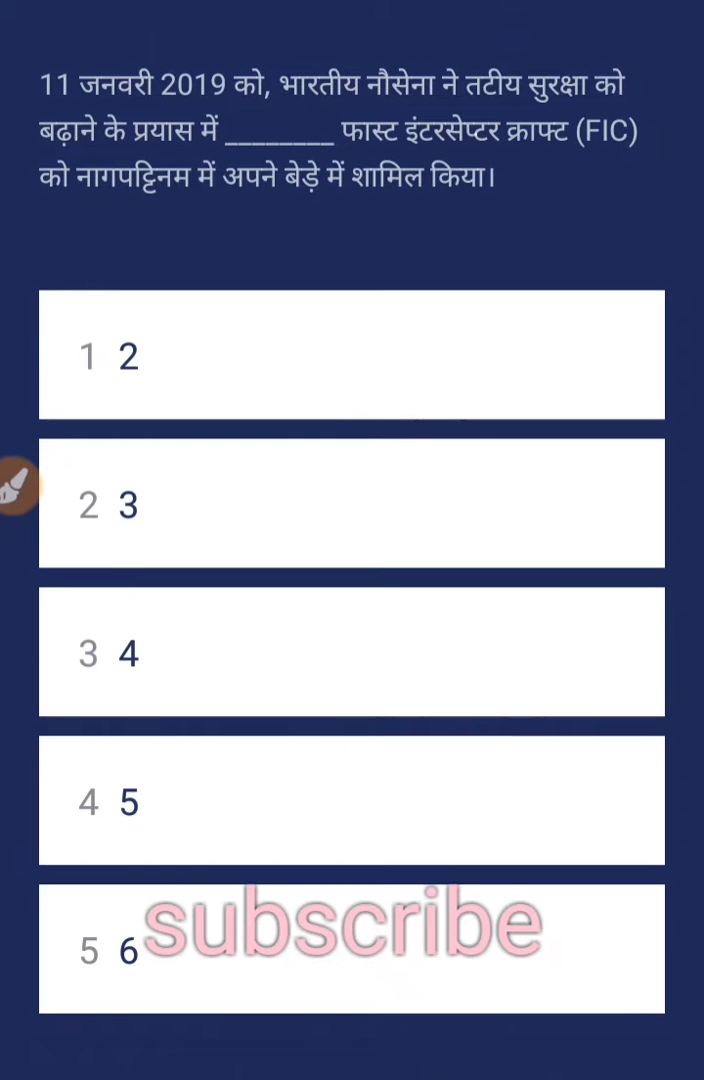 11 जनवरी 2019 को, भारतीय नौसेना ने तटीय सुरक्षा को
बढ़ाने के प्रयास में ________ फास्ट इंटरसेप्टर क्राफ्ट (FIC)
को नागपट्टिनम में अपने बेड़े में शामिल किया।
1 2
2 3
3 4
4 5
5 6
subscribe